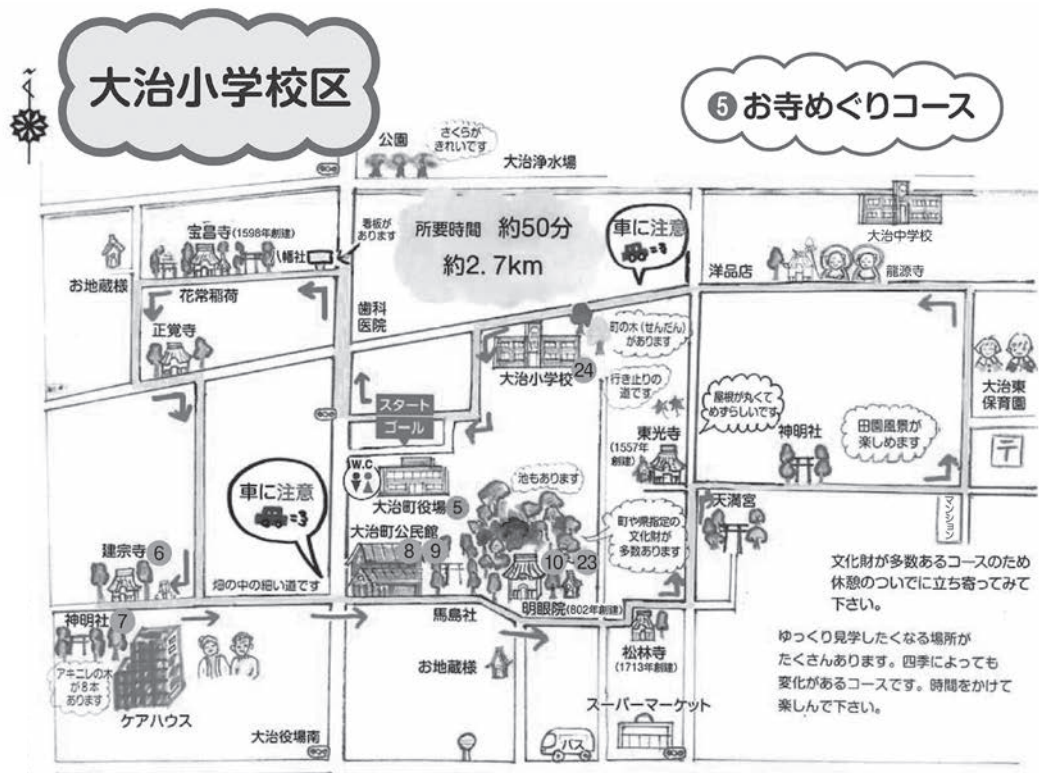 大治小学校区
❺ お寺めぐりコース
公園
さくらが
きれいです
大治浄水場
所要時間 約50分
約2.7km
車に注意
大治中学校
宝昌寺(1598年創建)
八幡社
看板が
あります
お地蔵様
花常稲荷
歯科
医院
洋品店
龍源寺
正覚寺
町の木(せんだん)
があります
大治小学校 24
行き止りの
道です
屋根が丸くて
めずらしいです
神明社
田園風景が
楽しめます
大治東
保育園
〒
スタート
ゴール
W.C
大治町役場 5
東光寺
(1557年
創建)
池もあります
車に注意
大治町公民館
8 9
10 23
町や県指定の
文化財が
多数あります
天満宮
マンション
建宗寺 6
畑の中の細い道です
馬島社
明眼院(802年創建)
文化財が多数あるコースのため
休憩のついでに立ち寄ってみて
下さい。
神明社 7
アキニレの木
が8本
あります
ケアハウス
お地蔵様
松林寺
(1713年創建)
ゆっくり見学したくなる場所が
たくさんあります。四季によっても
変化があるコースです。時間をかけて
楽しんで下さい。
スーパーマーケット
大治役場南
バス